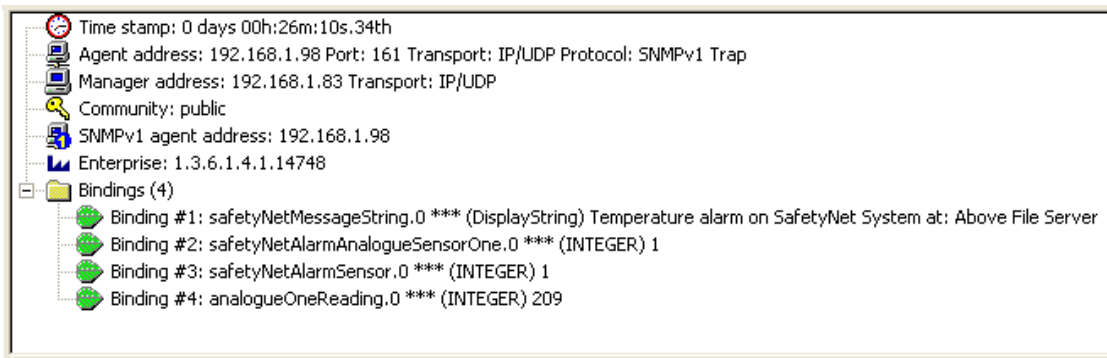 Time stamp: 0 days 00h:26m:10s.34th
Agent address: 192.168.1.98 Port: 161 Transport: IP/UDP Protocol: SNMPv1 Trap
Manager address: 192.168.1.83 Transport: IP/UDP
Community: public
SNMPv1 agent address: 192.168.1.98
Enterprise: 1.3.6.1.4.1.14748
Bindings (4)
Binding #1: safetyNetMessageString.0 *** (DisplayString) Temperature alarm on SafetyNet System at: Above File Server
Binding #2: safetyNetAlarmAnalogueSensorOne.0 *** (INTEGER) 1
Binding #3: safetyNetAlarmSensor.0 *** (INTEGER) 1
Binding #4: analogueOneReading.0 *** (INTEGER) 209